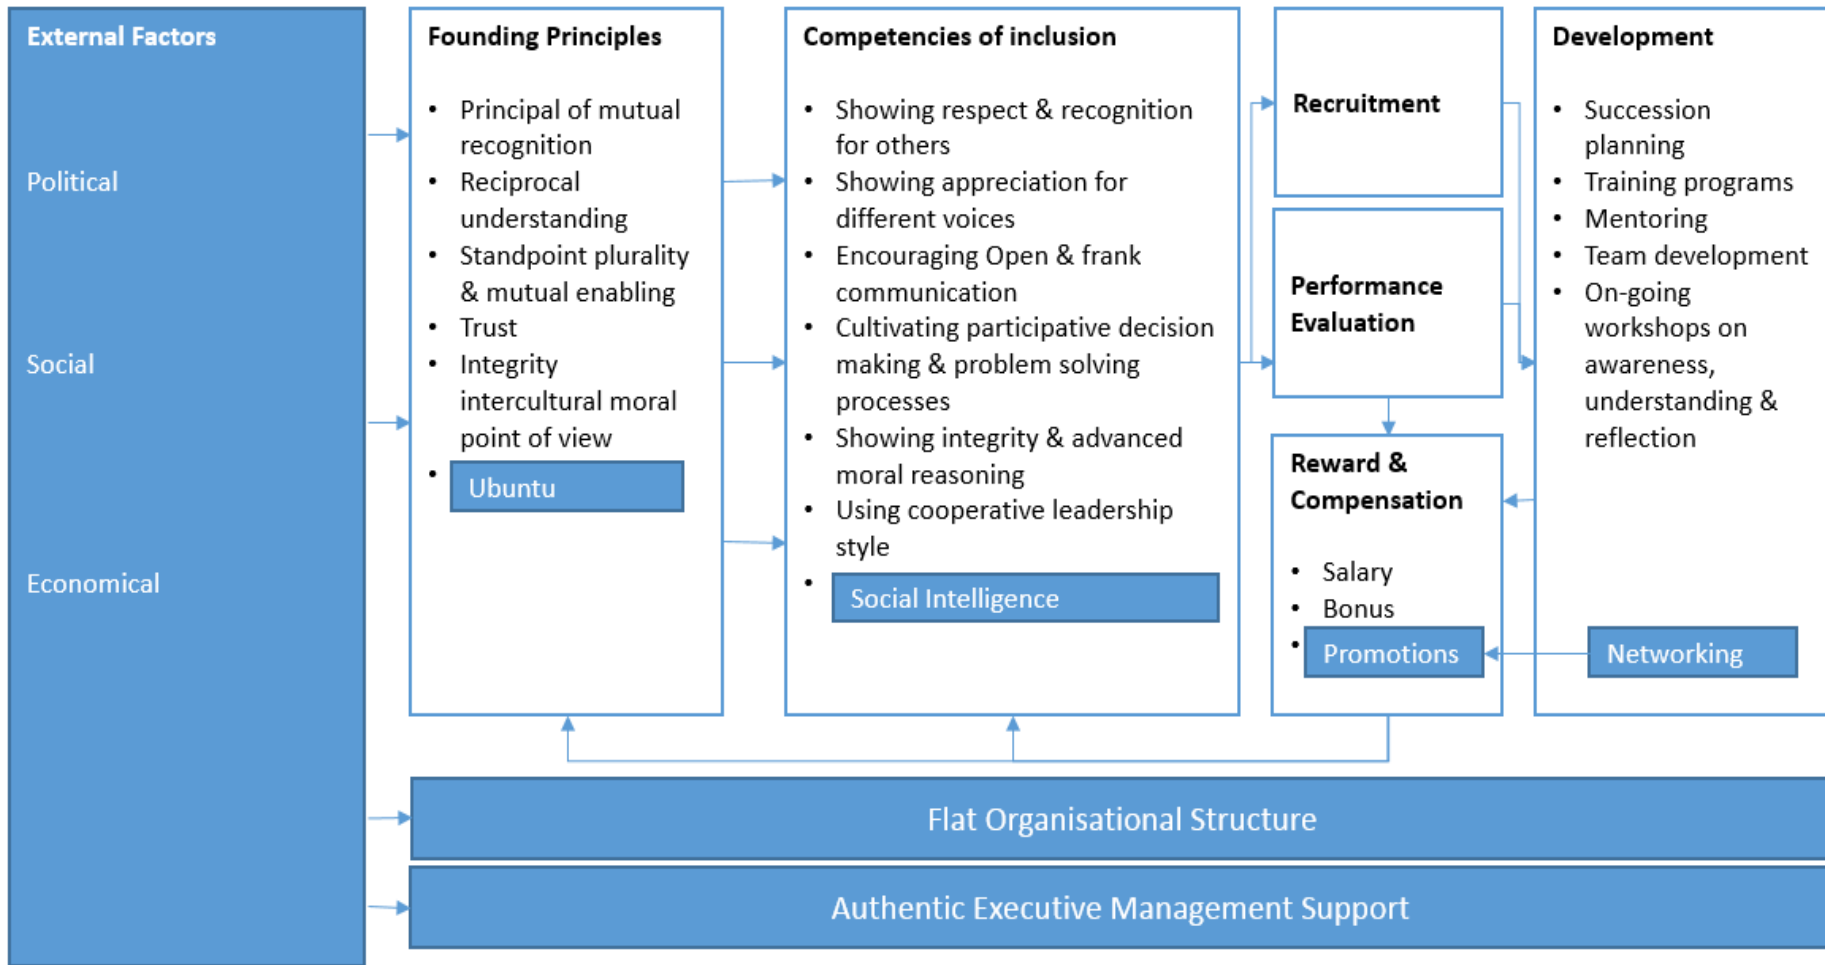 External Factors
Political
Social
Economical
Founding Principles
• Principal of mutual
recognition
• Reciprocal
understanding
• Standpoint plurality
& mutual enabling
• Trust
• Integrity
intercultural moral
point of view
• Ubuntu
Competencies of inclusion
• Showing respect & recognition
for others
• Showing appreciation for
different voices
• Encouraging Open & frank
communication
• Cultivating participative decision
making & problem solving
processes
• Showing integrity & advanced
moral reasoning
• Using cooperative leadership
style
• Social Intelligence
Recruitment
Performance
Evaluation
Reward &
Compensation
• Salary
• Bonus
• Promotions
Development
• Succession
planning
• Training programs
• Mentoring
• Team development
• On-going
workshops on
awareness,
understanding &
reflection
Networking
Flat Organisational Structure
Authentic Executive Management Support